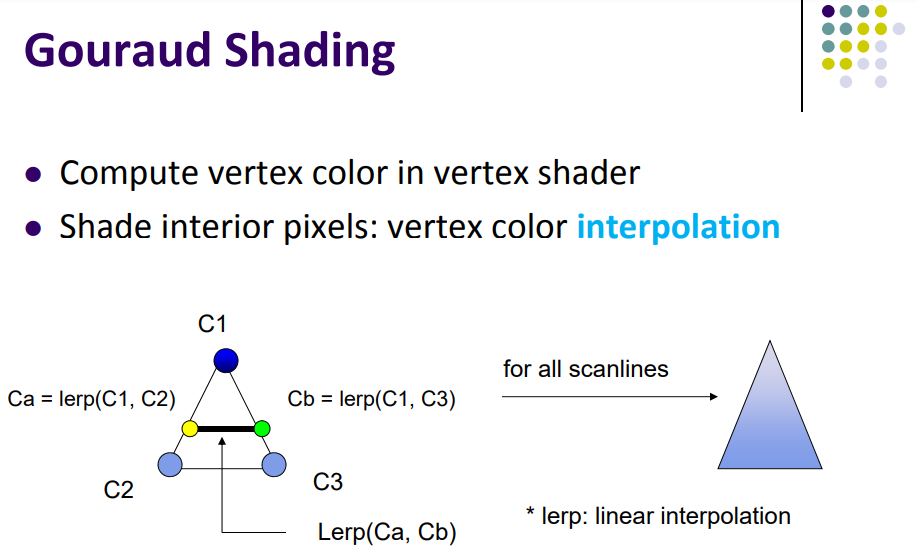 Gouraud Shading
● Compute vertex color in vertex shader
● Shade interior pixels: vertex color interpolation
C1
for all scanlines
Ca = lerp(C1, C2)
Cb = lerp(C1, C3)
C2
C3
Lerp(Ca, Cb)
* lerp: linear interpolation